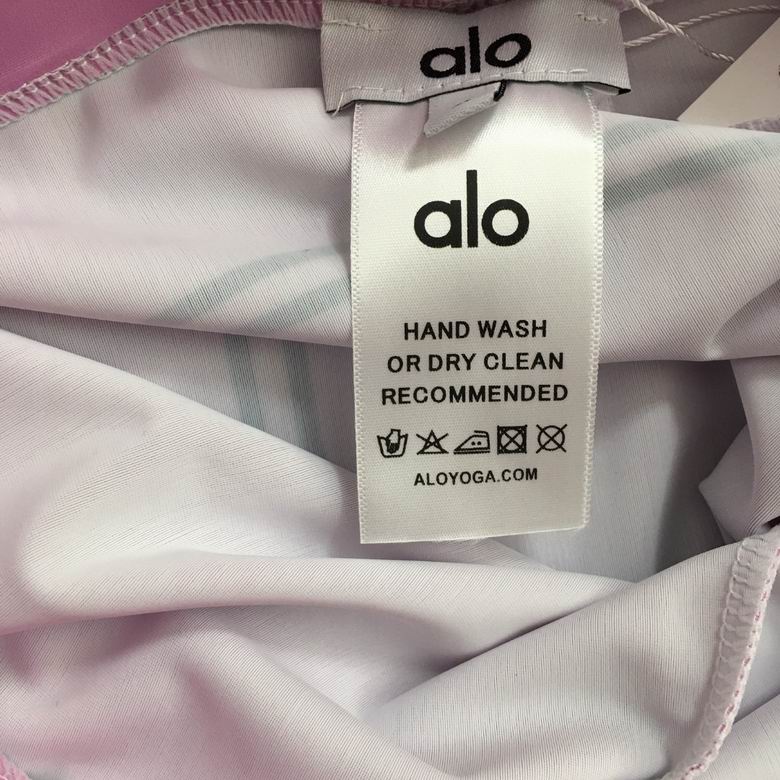 alo
alo
HAND WASH
OR DRY CLEAN
RECOMMENDED
ALOYOGA.COM